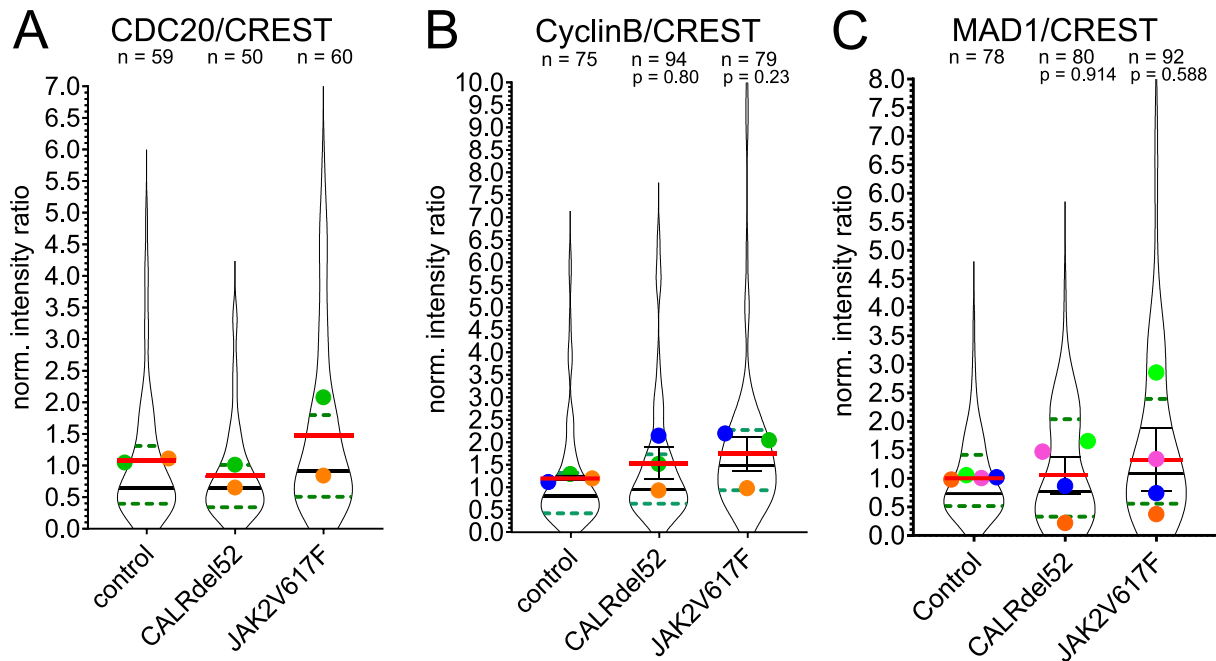 A
CDC20/CREST
n = 59
n = 50
n = 60
norm. intensity ratio
7.0
6.5
6.0
5.5
5.0
4.5
4.0
3.5
3.0
2.5
2.0
1.5
1.0
0.5
0.0
control
CALRdel52
JAK2V617F
B
CyclinB/CREST
n = 75
n = 94
p = 0.80
n = 79
p = 0.23
norm. intensity ratio
10.0
9.5
9.0
8.5
8.0
7.5
7.0
6.5
6.0
5.5
5.0
4.5
4.0
3.5
3.0
2.5
2.0
1.5
1.0
0.5
0.0
control
CALRdel52
JAK2V617F
C
MAD1/CREST
n = 78
n = 80
p = 0.914
n = 92
p = 0.588
norm. intensity ratio
8.0
7.5
7.0
6.5
6.0
5.5
5.0
4.5
4.0
3.5
3.0
2.5
2.0
1.5
1.0
0.5
0.0
Control
CALRdel52
JAK2V617F